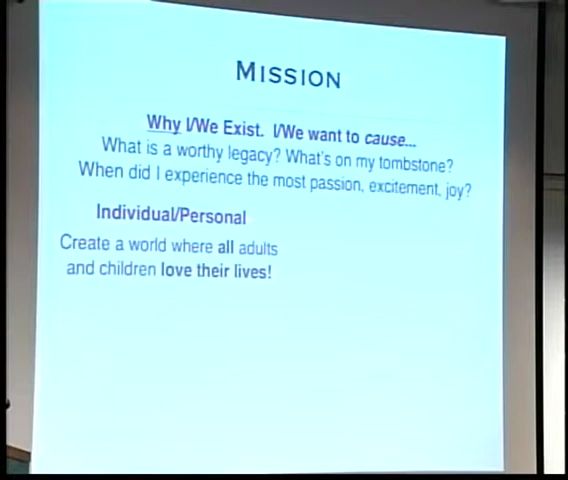 MISSION
Why I/We Exist. I/We want to cause...
What is a worthy legacy? What's on my tombstone?
When did I experience the most passion, excitement, joy?
Individual/Personal
Create a world where all adults
and children love their lives!